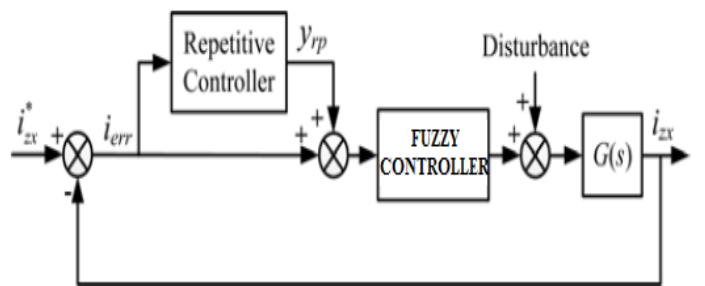 Repetitive
Controller
y_rp
Disturbance
i*_zx
+
-
i_err
+
+
FUZZY
CONTROLLER
+
+
G(s)
i_zx